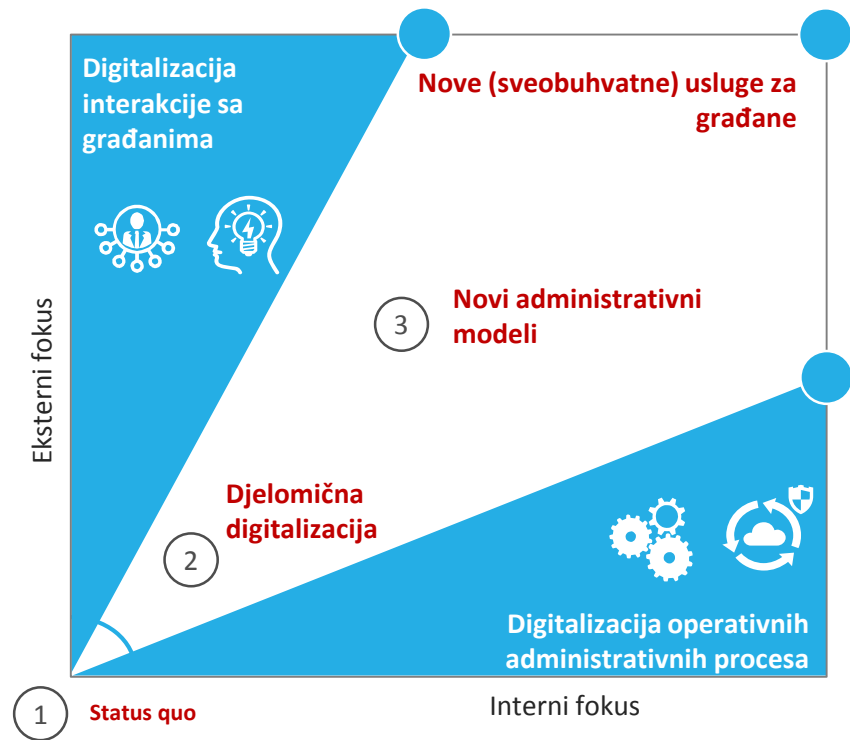 Digitalizacija
interakcije sa
građanima
Nove (sveobuhvatne) usluge za
građane
Eksterni fokus
3
Novi administrativni
modeli
Djelomična
digitalizacija
2
Digitalizacija operativnih
administrativnih procesa
1
Status quo
Interni fokus